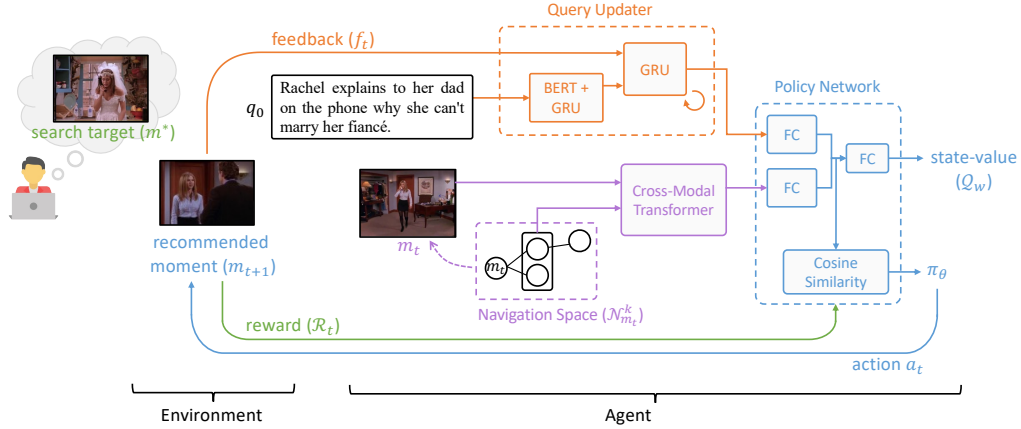 Query Updater
feedback (f_t)
GRU
BERT +
GRU
q_0
Rachel explains to her dad
on the phone why she can't
marry her fiancé.
search target (m*)
Policy Network
FC
FC
FC
state-value
(Q_w)
Cross-Modal
Transformer
m_t
m_t
Navigation Space (N^k_{m_t})
recommended
moment (m_{t+1})
Cosine
Similarity
π_θ
reward (R_t)
action a_t
Environment
Agent